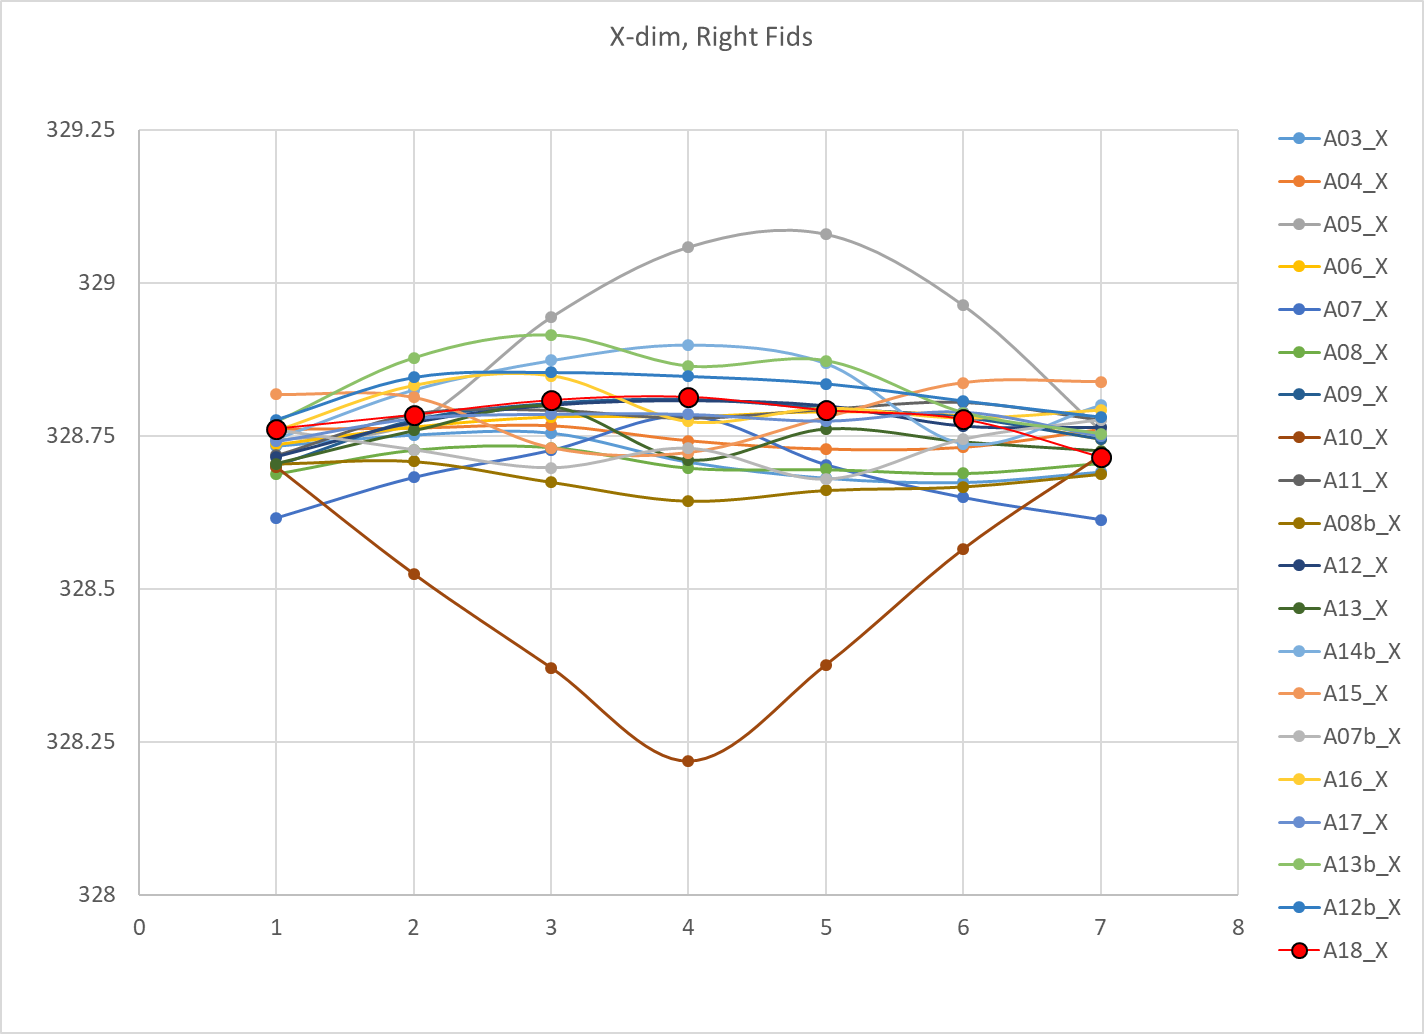 X-dim, Right Fids
329.25
329
328.75
328.5
328.25
328
0 1 2 3 4 5 6 7 8
A03_X
A04_X
A05_X
A06_X
A07_X
A08_X
A09_X
A10_X
A11_X
A08b_X
A12_X
A13_X
A14b_X
A15_X
A07b_X
A16_X
A17_X
A13b_X
A12b_X
A18_X